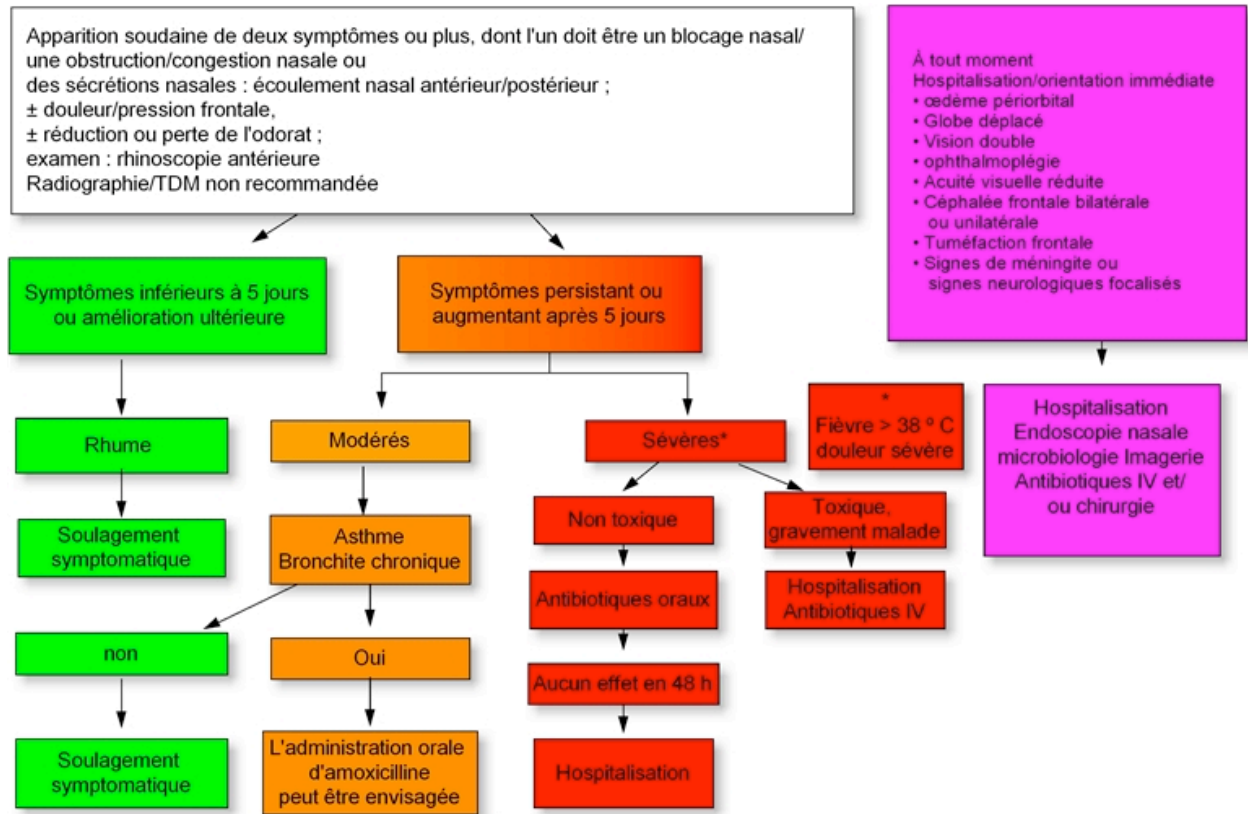 Apparition soudaine de deux symptômes ou plus, dont l'un doit être un blocage nasal/
une obstruction/congestion nasale ou
des sécrétions nasales : écoulement nasal antérieur/postérieur ;
± douleur/pression frontale,
± réduction ou perte de l'odorat ;
examen : rhinoscopie antérieure
Radiographie/TDM non recommandée
À tout moment
Hospitalisation/orientation immédiate
• œdème périorbital
• Globe déplacé
• Vision double
• ophthalmoplégie
• Acuité visuelle réduite
• Céphalée frontale bilatérale
ou unilatérale
• Tuméfaction frontale
• Signes de méningite ou
signes neurologiques focalisés
Symptômes inférieurs à 5 jours
ou amélioration ultérieure
Symptômes persistant ou
augmentant après 5 jours
Rhume
Modérés
Sévères*
*
Fièvre > 38 º C
douleur sévère
Hospitalisation
Endoscopie nasale
microbiologie Imagerie
Antibiotiques IV et/
ou chirurgie
Soulagement
symptomatique
Asthme
Bronchite chronique
Non toxique
Toxique,
gravement malade
Antibiotiques oraux
Hospitalisation
Antibiotiques IV
non
Oui
Aucun effet en 48 h
Soulagement
symptomatique
L'administration orale
d'amoxicilline
peut être envisagée
Hospitalisation